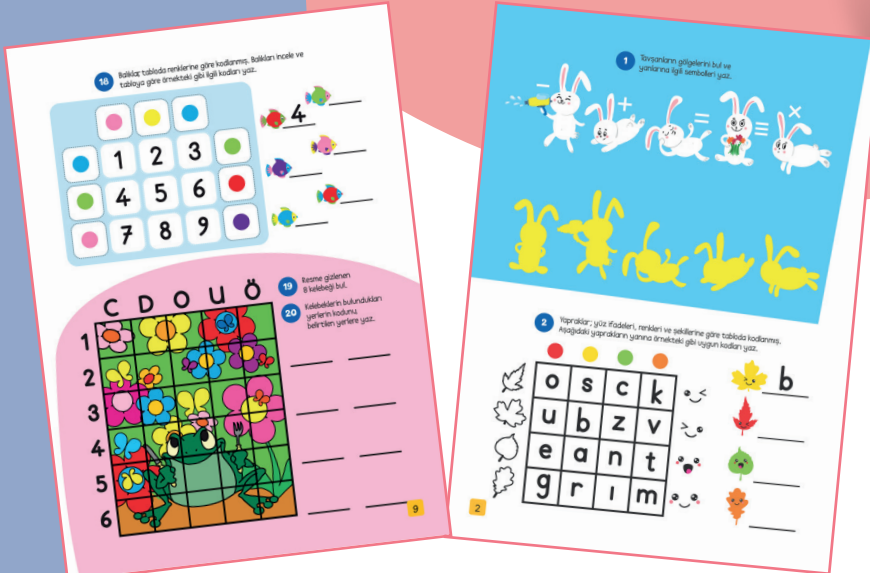 18 Balıklar, tabloda renklerine göre kodlanmış. Balıkları incele ve
tabloya göre örnekteki gibi ilgili kodları yaz.
1 2 3
4 5 6
7 8 9
4
19 Resme gizlenen
8 kelebeği bul.
20 Kelebeklerin bulundukları
yerlerin kodunu,
belirtilen yerlere yaz.
C D O U Ö
1
2
3
4
5
6
9
1 Tavşanların gölgelerini bul ve
yanlarına ilgili sembolleri yaz.
- + = ≡ ×
2 Yapraklar; yüz ifadeleri, renkleri ve şekillerine göre tabloda kodlanmış.
Aşağıdaki yaprakların yanına örnekteki gibi uygun kodları yaz.
o s c k
u b z v
e a n t
g r ı m
b
2